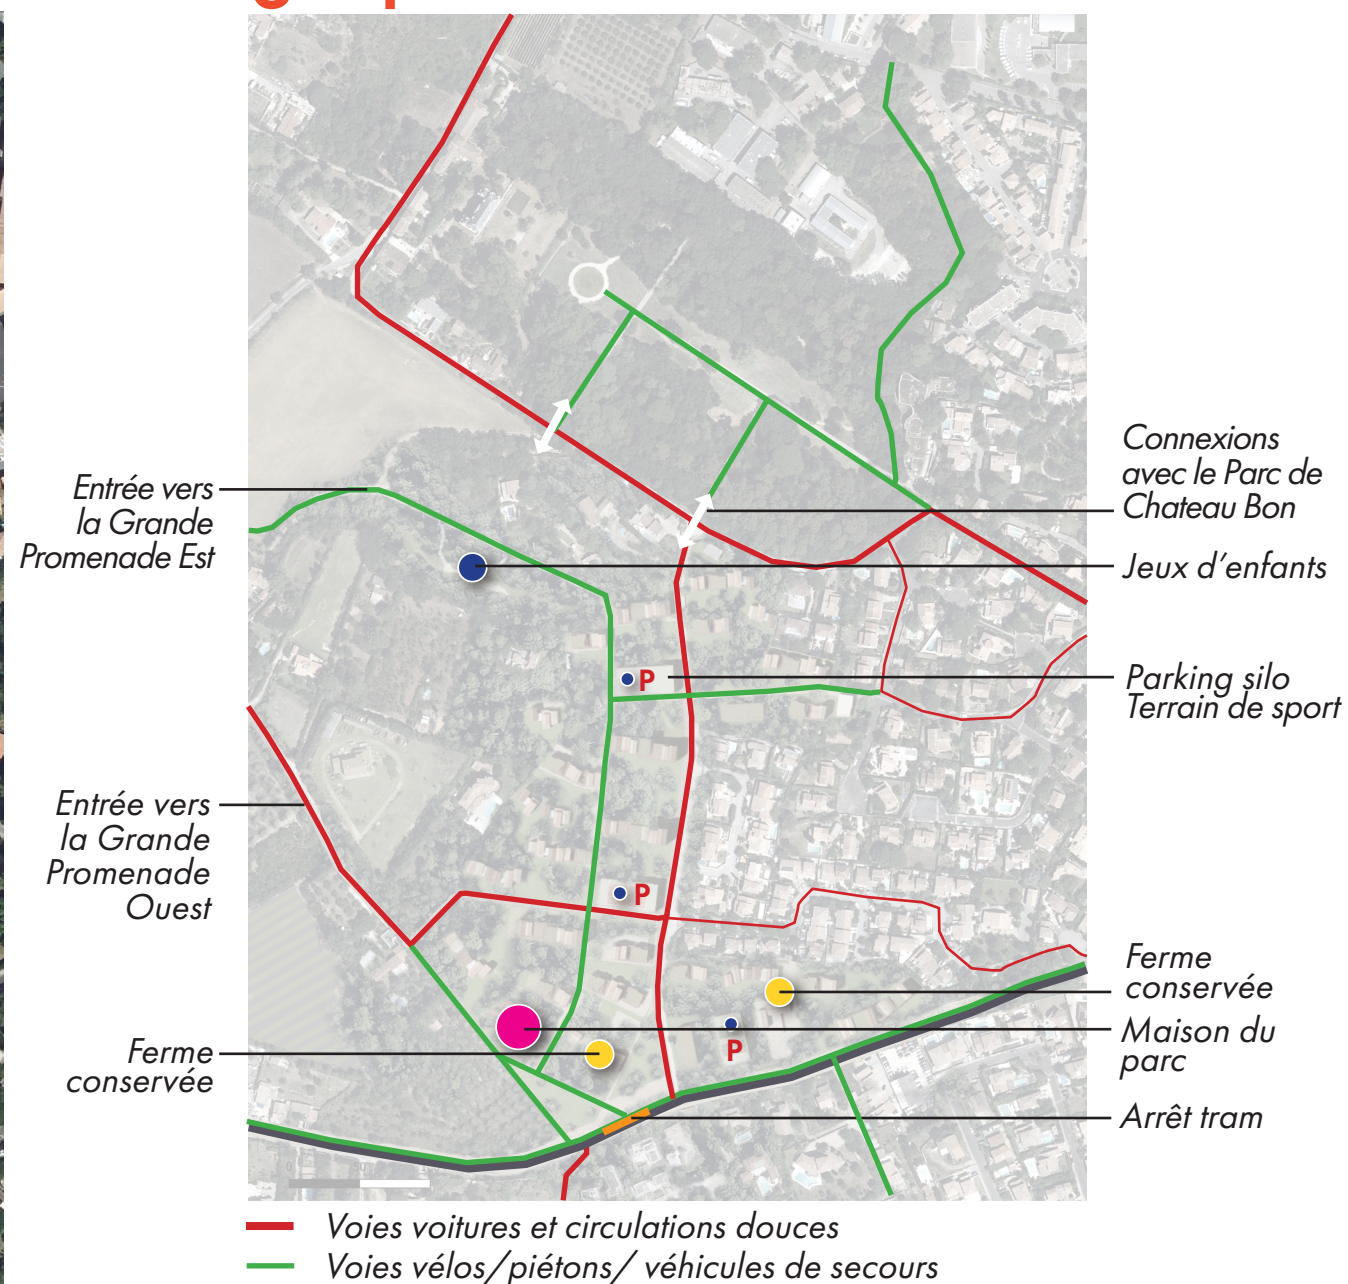 Connexions
avec le Parc de
Chateau Bon
Entrée vers
la Grande
Promenade Est
Jeux d'enfants
P
Parking silo
Terrain de sport
Entrée vers
la Grande
Promenade
Ouest
P
Ferme
conservée
Maison du
parc
P
Ferme
conservée
Arrêt tram
Voies voitures et circulations douces
Voies vélos/piétons/ véhicules de secours